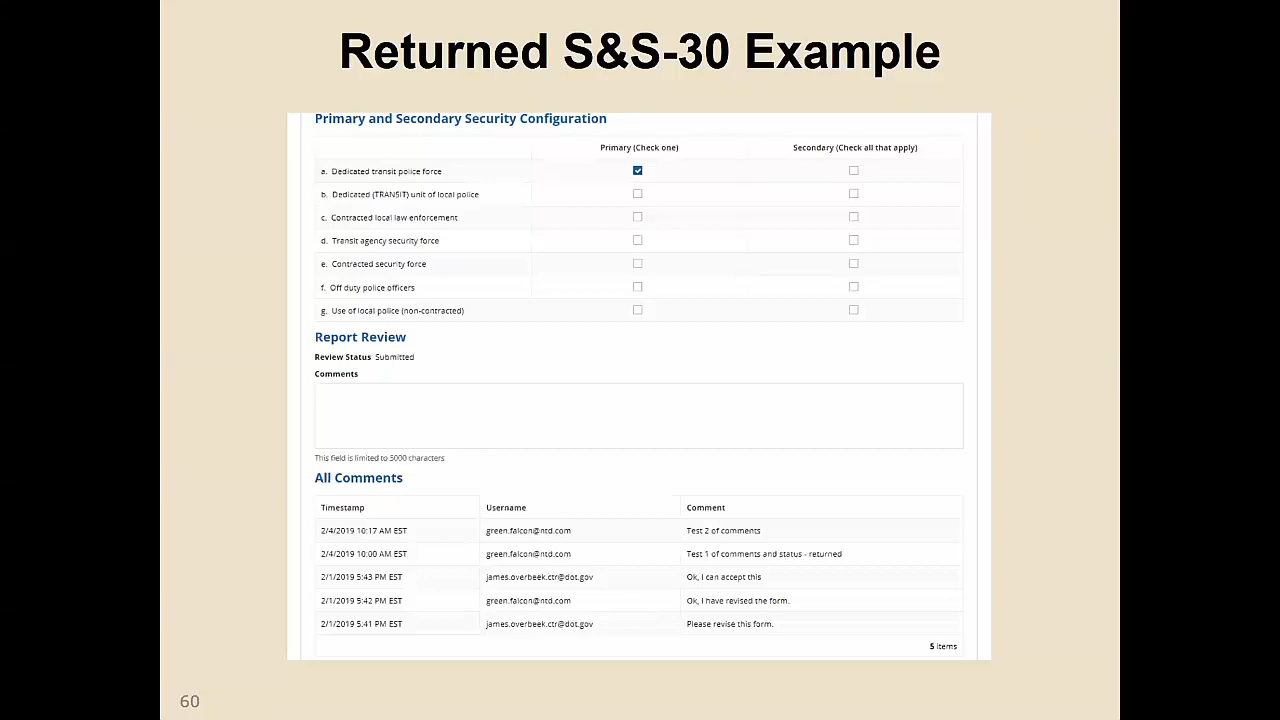 Returned S&S-30 Example
Primary and Secondary Security Configuration
Primary (Check one) Secondary (Check all that apply)
a. Dedicated transit police force
b. Dedicated (TRANSIT) unit of local police
c. Contracted local law enforcement
d. Transit agency security force
e. Contracted security force
f. Off duty police officers
g. Use of local police (non-contracted)
Report Review
Review Status Submitted
Comments
This field is limited to 5000 characters
All Comments
Timestamp Username Comment
2/4/2019 10:17 AM EST green.falcon@ntd.com Test 2 of comments
2/4/2019 10:00 AM EST green.falcon@ntd.com Test 1 of comments and status - returned
2/1/2019 5:43 PM EST james.overbeek.ctr@dot.gov Ok, I can accept this
2/1/2019 5:42 PM EST green.falcon@ntd.com Ok, I have revised the form.
2/1/2019 5:41 PM EST james.overbeek.ctr@dot.gov Please revise this form.
5 items
60